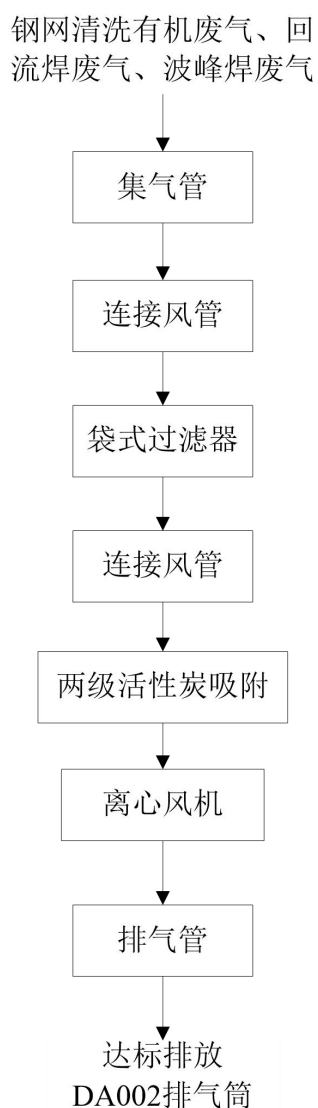 钢网清洗有机废气、回
流焊废气、波峰焊废气
集气管
连接风管
袋式过滤器
连接风管
两级活性炭吸附
离心风机
排气管
达标排放
DA002排气筒